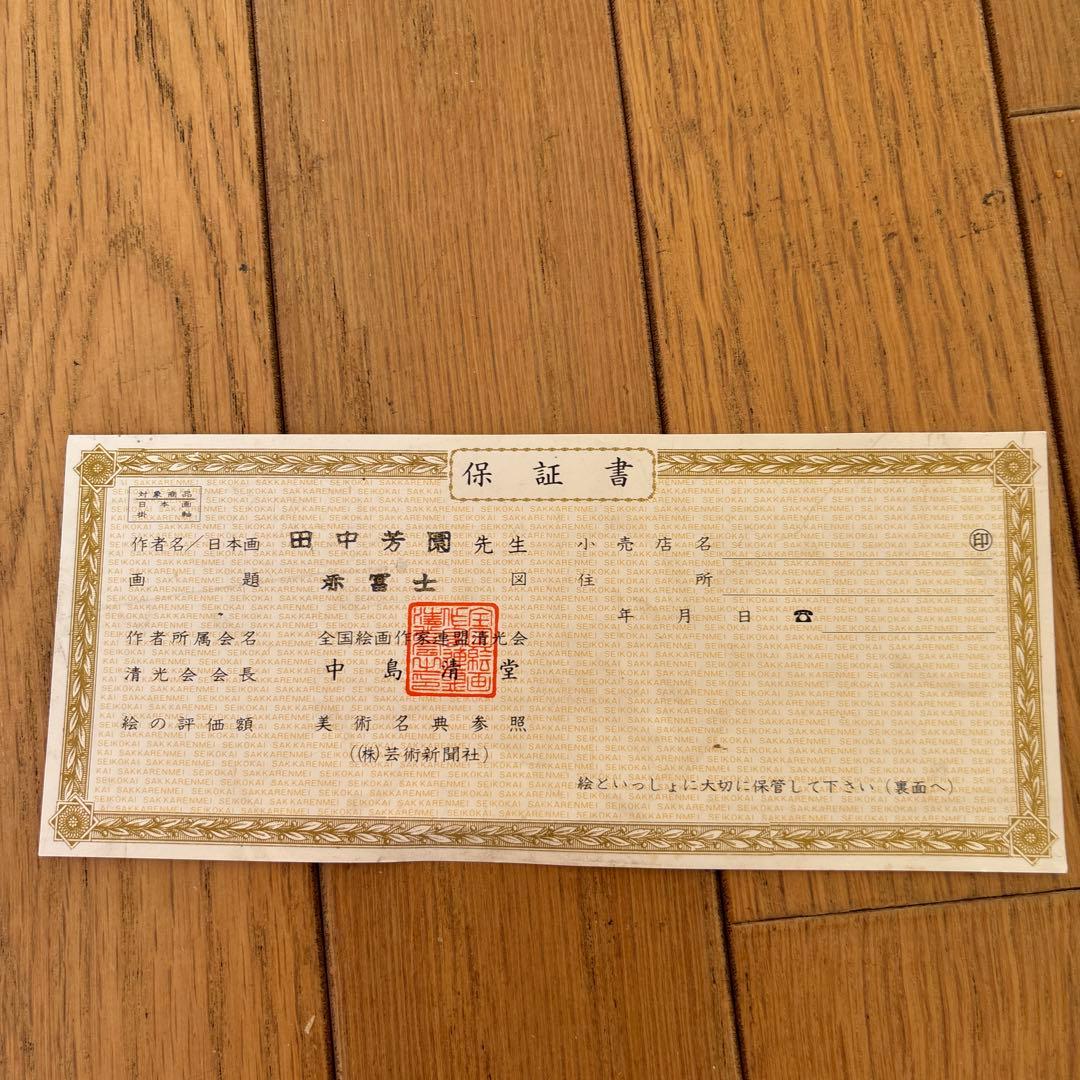 保証書
対象商品
日本画
掛軸
作者名/日本画 田中芳園先生
画題 赤富士 図
作者所属会名 全国絵画作家連盟清光会
清光会会長 中島清堂
絵の評価額 美術名典参照
(㈱芸術新聞社)
小売店名 ㊞
住所
年 月 日 ☎
絵といっしょに大切に保管して下さい(裏面へ)
SEIKOKAI SAKKARENMEI